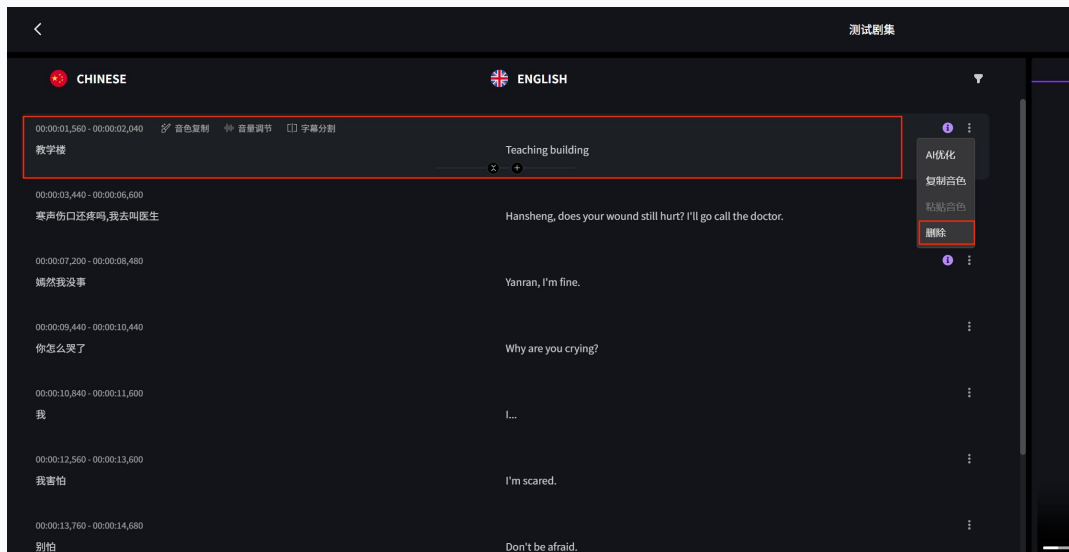 测试剧集
CHINESE
ENGLISH
00:00:01,560 - 00:00:02,040 音色复制 音量调节 字幕分割
教学楼
Teaching building
AI优化
复制音色
粘贴音色
删除
00:00:03,440 - 00:00:06,600
寒声伤口还疼吗,我去叫医生
Hansheng, does your wound still hurt? I'll go call the doctor.
00:00:07,200 - 00:00:08,480
嫣然我没事
Yanran, I'm fine.
00:00:09,440 - 00:00:10,440
你怎么哭了
Why are you crying?
00:00:10,840 - 00:00:11,600
我
I...
00:00:12,560 - 00:00:13,600
我害怕
I'm scared.
00:00:13,760 - 00:00:14,680
别怕
Don't be afraid.